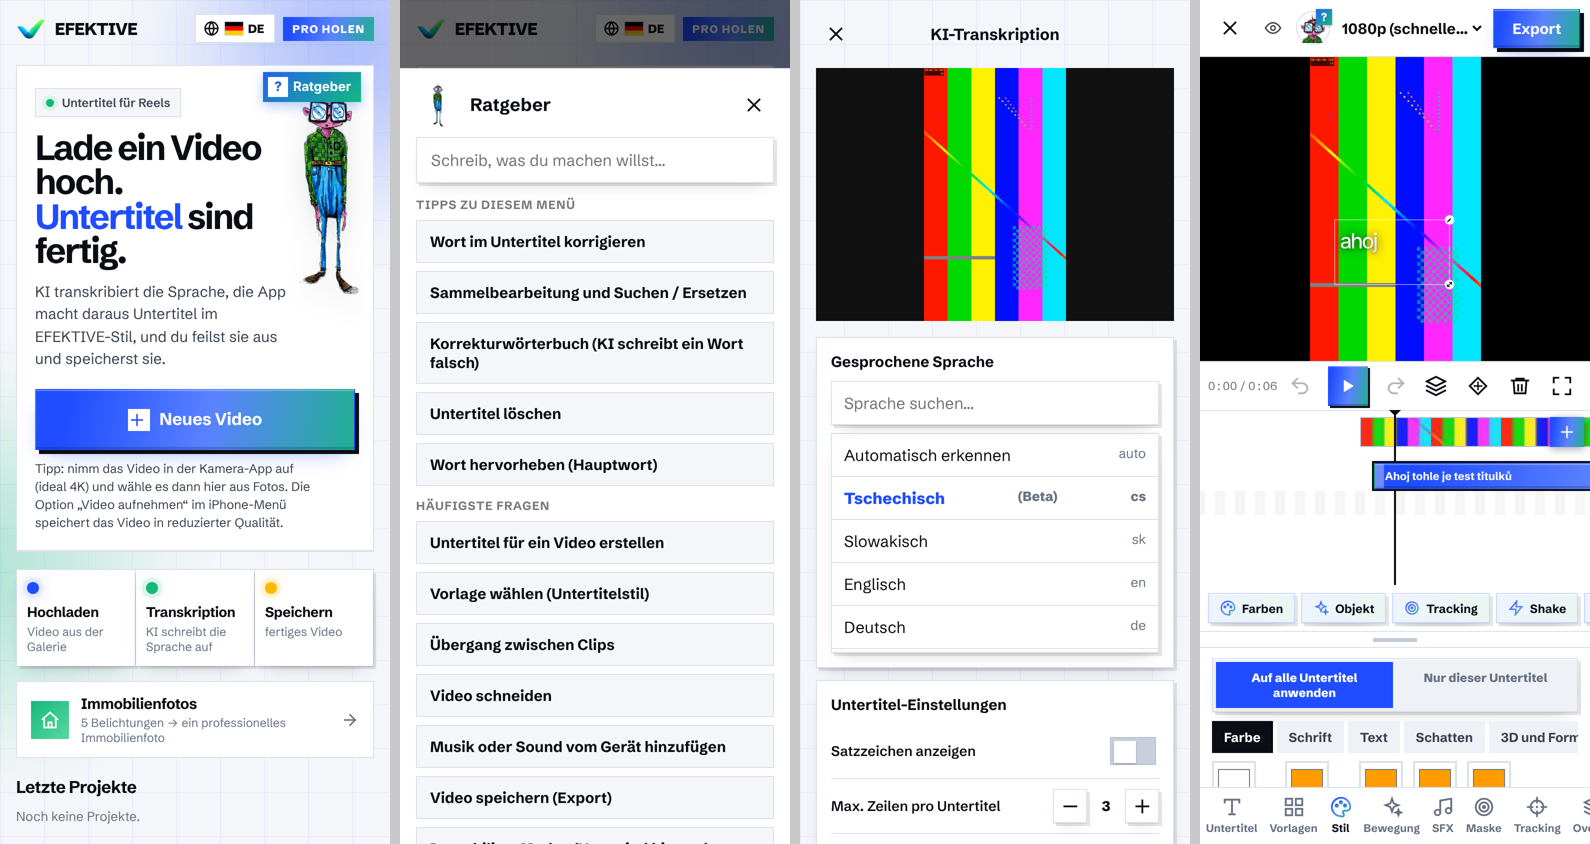 EFEKTIVE
DE
PRO HOLEN
Untertitel für Reels
? Ratgeber
Lade ein Video
hoch.
Untertitel sind
fertig.
KI transkribiert die Sprache, die App
macht daraus Untertitel im
EFEKTIVE-Stil, und du feilst sie aus
und speicherst sie.
Neues Video
Tipp: nimm das Video in der Kamera-App auf
(ideal 4K) und wähle es dann hier aus Fotos. Die
Option „Video aufnehmen“ im iPhone-Menü
speichert das Video in reduzierter Qualität.
Hochladen
Video aus der
Galerie
Transkription
KI schreibt die
Sprache auf
Speichern
fertiges Video
Immobilienfotos
5 Belichtungen → ein professionelles
Immobilienfoto
Letzte Projekte
Noch keine Projekte.
EFEKTIVE
DE
PRO HOLEN
Ratgeber
Schreib, was du machen willst...
TIPPS ZU DIESEM MENÜ
Wort im Untertitel korrigieren
Sammelbearbeitung und Suchen / Ersetzen
Korrekturwörterbuch (KI schreibt ein Wort
falsch)
Untertitel löschen
Wort hervorheben (Hauptwort)
HÄUFIGSTE FRAGEN
Untertitel für ein Video erstellen
Vorlage wählen (Untertitelstil)
Übergang zwischen Clips
Video schneiden
Musik oder Sound vom Gerät hinzufügen
Video speichern (Export)
KI-Transkription
Gesprochene Sprache
Sprache suchen...
Automatisch erkennen auto
Tschechisch (Beta) cs
Slowakisch sk
Englisch en
Deutsch de
Untertitel-Einstellungen
Satzzeichen anzeigen
Max. Zeilen pro Untertitel 3
?
1080p (schnelle...
Export
ahoj
0:00 / 0:06
Ahoj tohle je test titulků
Farben
Objekt
Tracking
Shake
Auf alle Untertitel
anwenden
Nur dieser Untertitel
Farbe
Schrift
Text
Schatten
3D und Form
Untertitel
Vorlagen
Stil
Bewegung
SFX
Maske
Tracking
Ove